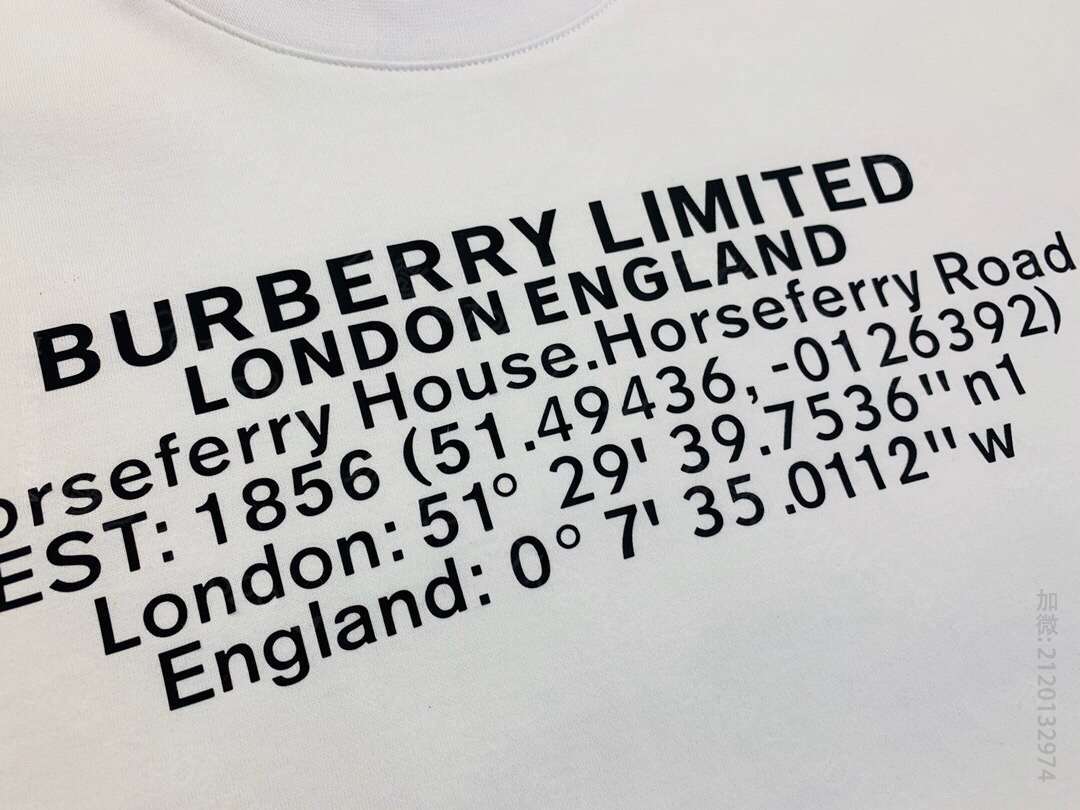 BURBERRY LIMITED
LONDON ENGLAND
orseferry House.Horseferry Road
EST: 1856 (51.49436,-0126392)
London: 51° 29' 39.7536"n1
England: 0° 7' 35.0112"w
加微:2120132974